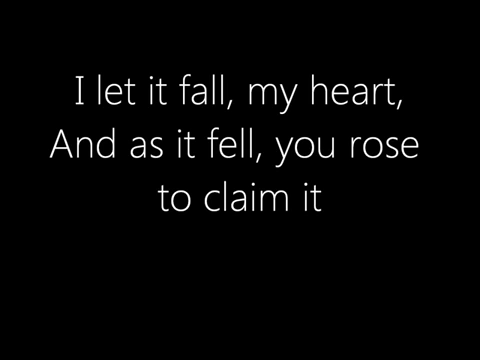 I let it fall, my heart,
And as it fell, you rose
to claim it